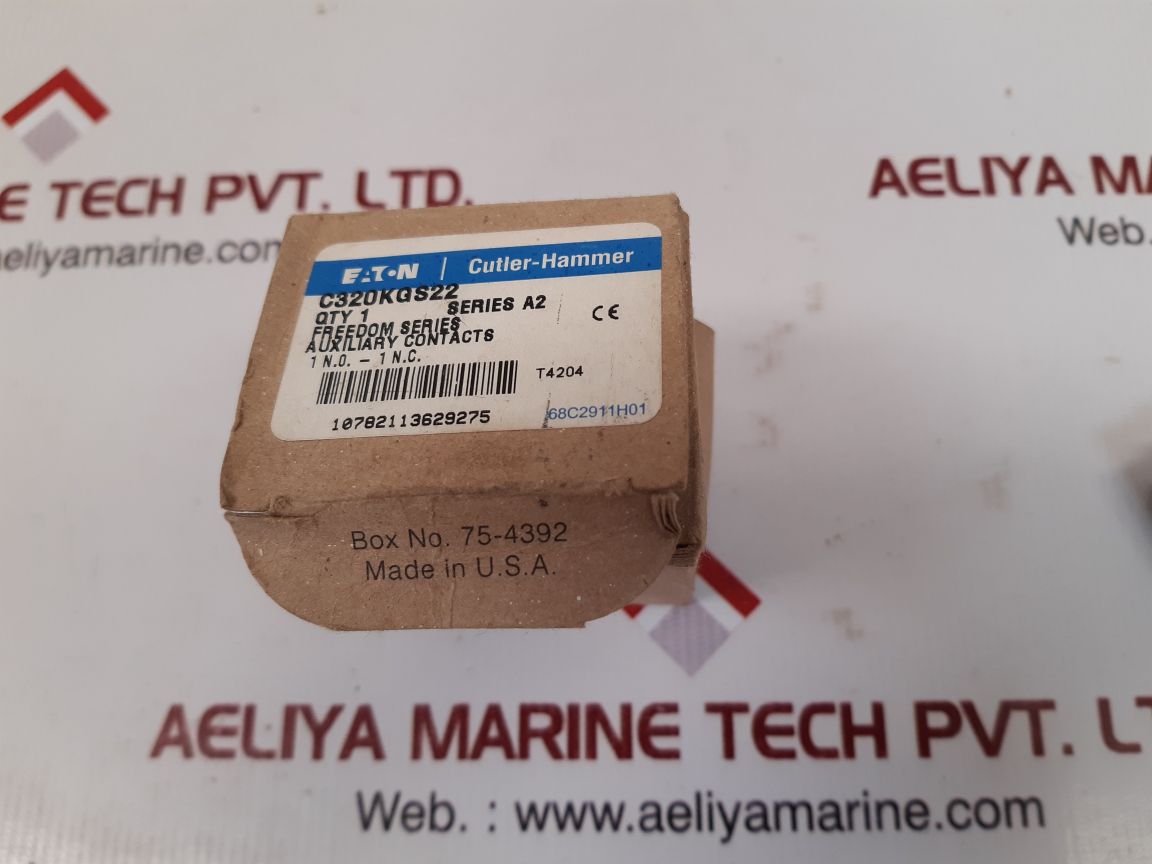 E TECH PVT. LTD.
aeliyamarine.con
AELIYA MA
Web.
EATON | Cutler-Hammer
C320KGS22
QTY 1 SERIES A2
FREEDOM SERIES
AUXILIARY CONTACTS
1 N.O. - 1 N.C.
CE
T4204
10782113629275
68C2911H01
Box No. 75-4392
Made in U.S.A.
AELIYA MARINE TECH PVT. LT
Web. : www.aeliyamarine.com